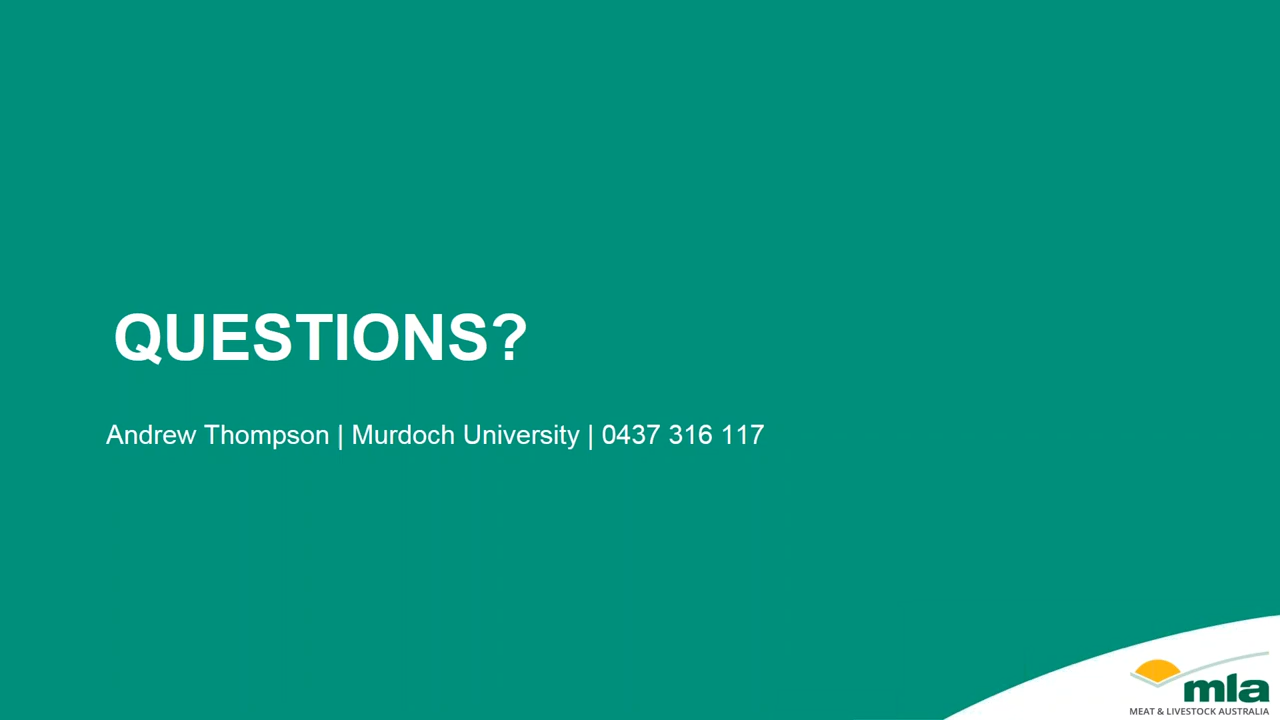 QUESTIONS?
Andrew Thompson | Murdoch University | 0437 316 117
mla
MEAT & LIVESTOCK AUSTRALIA